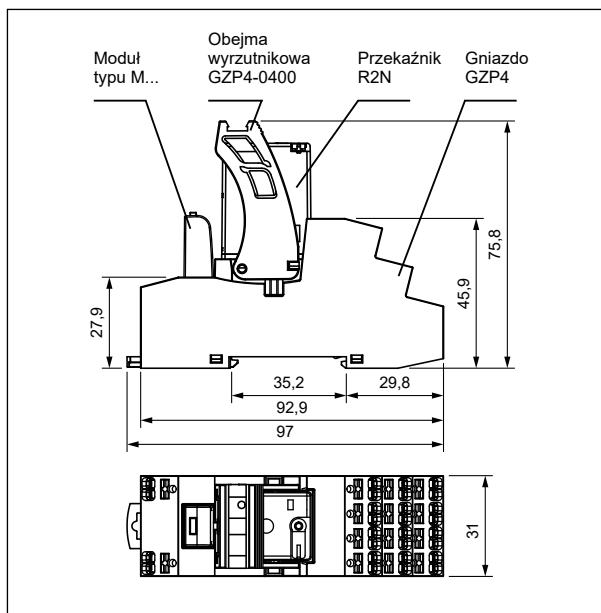 Moduł
typu M...
Obejma
wyrzutnikowa
GZP4-0400
Przekaźnik
R2N
Gniazdo
GZP4
75,8
45,9
27,9
35,2
29,8
92,9
97
31